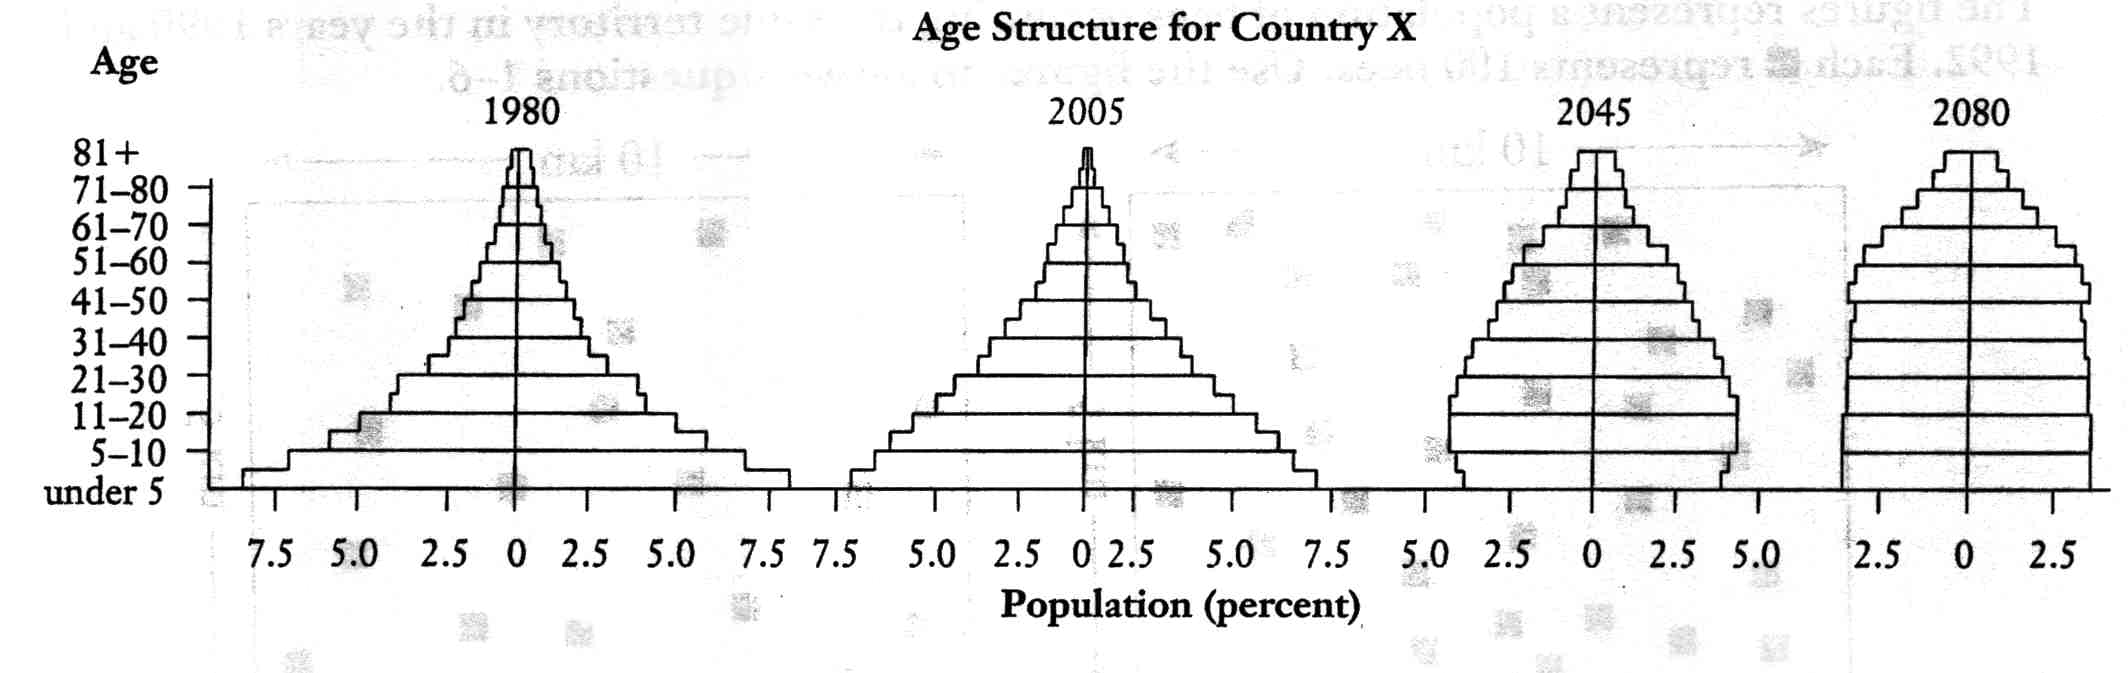 Age Structure for Country X
Age
1980 2005 2045 2080
81+
71–80
61–70
51–60
41–50
31–40
21–30
11–20
5–10
under 5
7.5 5.0 2.5 0 2.5 5.0 7.5 7.5 5.0 2.5 0 2.5 5.0 7.5 5.0 2.5 0 2.5 5.0 2.5 0 2.5
Population (percent)